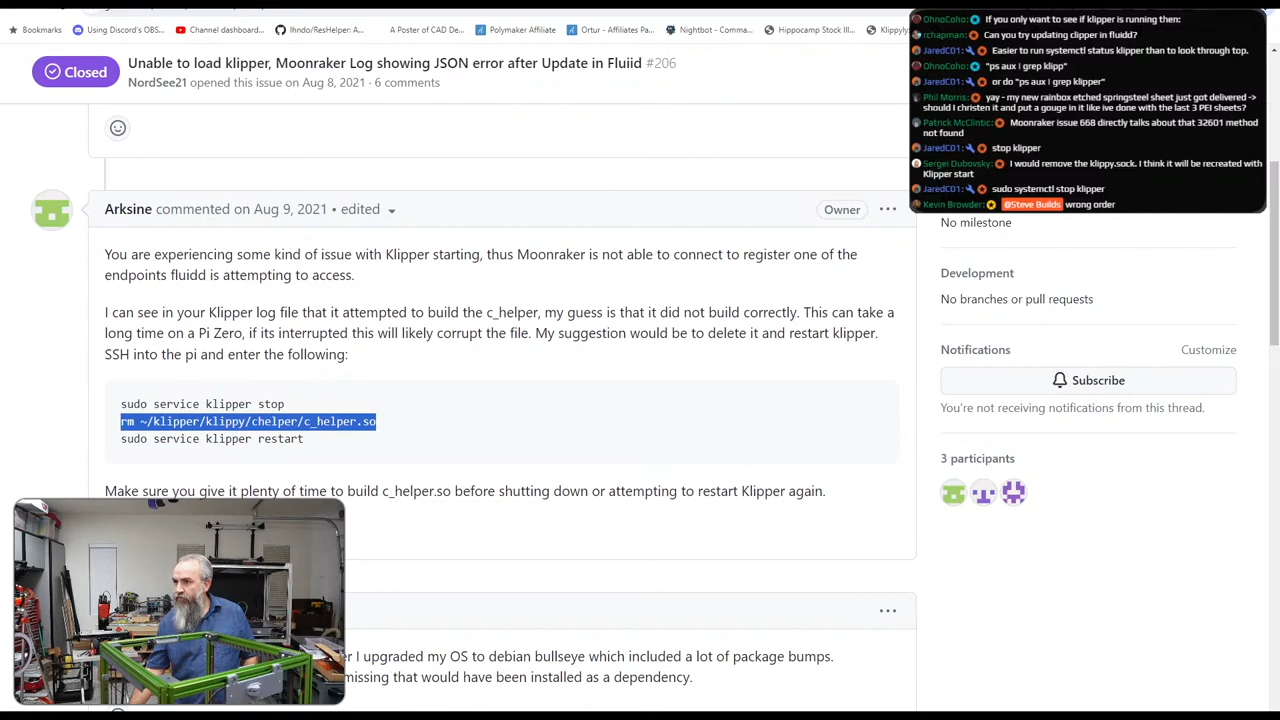 Bookmarks
Using Discord's OBS...
Channel dashboard...
lhndo/ResHelper: A...
A Poster of CAD De...
Polymaker Affiliate...
Ortur - Affiliates Pa...
Nightbot - Comma...
Hippocamp Stock III...
Klippyly
Closed
Unable to load klipper, Moonraker Log showing JSON error after Update in Fluiid #206
NordSee21 opened this issue on Aug 8, 2021 · 6 comments
OhnoCoho: If you only want to see if klipper is running then:
rchapman: Can you try updating clipper in fluidd?
JaredC01: Easier to run systemctl status klipper than to look through top.
OhnoCoho: "ps aux | grep klipp"
JaredC01: or do "ps aux | grep klipper"
Phil Morris: yay - my new rainbox etched springsteel sheet just got delivered ->
should I christen it and put a gouge in it like ive done with the last 3 PEI sheets?
Patrick McClintic: Moonraker issue 668 directly talks about that 32601 method
not found
JaredC01: stop klipper
Sergei Dubovsky: I would remove the klippy.sock. I think it will be recreated with
Klipper start
JaredC01: sudo systemctl stop klipper
Kevin Browder: @Steve Builds wrong order
Arksine commented on Aug 9, 2021 • edited
Owner
You are experiencing some kind of issue with Klipper starting, thus Moonraker is not able to connect to register one of the
endpoints fluidd is attempting to access.
I can see in your Klipper log file that it attempted to build the c_helper, my guess is that it did not build correctly. This can take a
long time on a Pi Zero, if its interrupted this will likely corrupt the file. My suggestion would be to delete it and restart klipper.
SSH into the pi and enter the following:
sudo service klipper stop
rm ~/klipper/klippy/chelper/c_helper.so
sudo service klipper restart
Make sure you give it plenty of time to build c_helper.so before shutting down or attempting to restart Klipper again.
r I upgraded my OS to debian bullseye which included a lot of package bumps.
missing that would have been installed as a dependency.
No milestone
Development
No branches or pull requests
Notifications
Customize
Subscribe
You're not receiving notifications from this thread.
3 participants